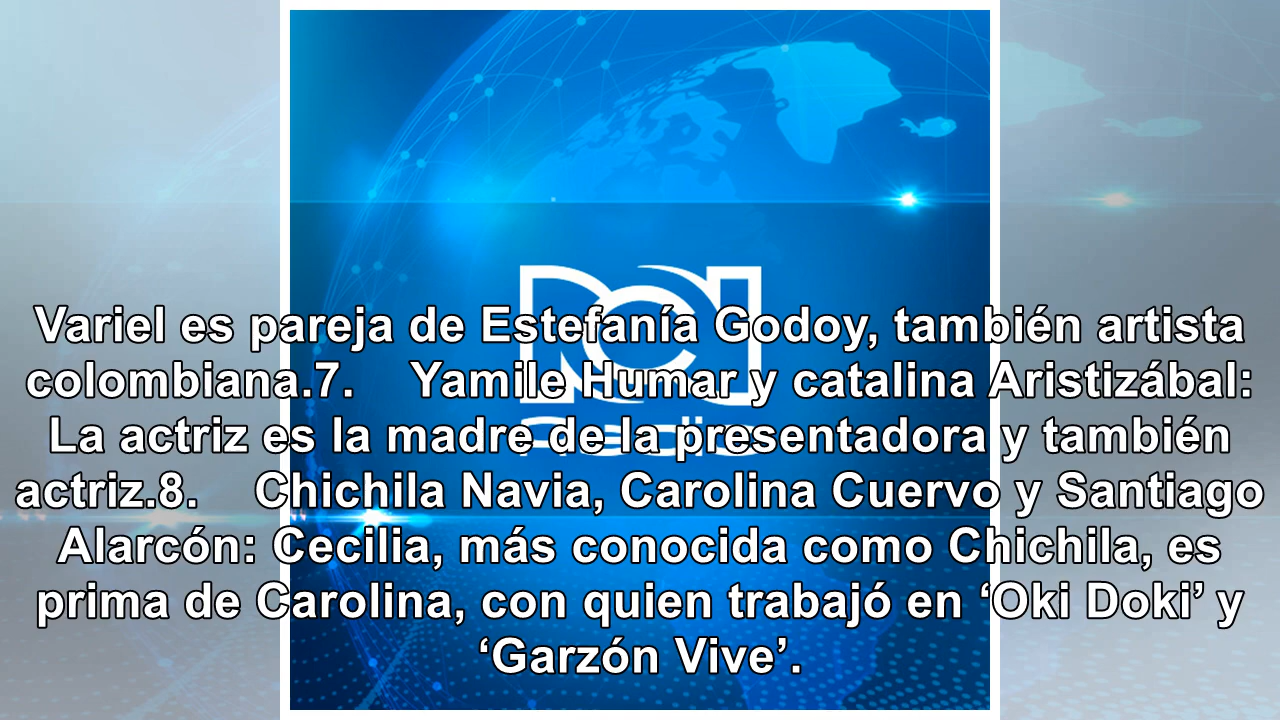 Variel es pareja de Estefanía Godoy, también artista
colombiana.7. Yamile Humar y catalina Aristizábal:
La actriz es la madre de la presentadora y también
actriz.8. Chichila Navia, Carolina Cuervo y Santiago
Alarcón: Cecilia, más conocida como Chichila, es
prima de Carolina, con quien trabajó en ‘Oki Doki’ y
‘Garzón Vive’.